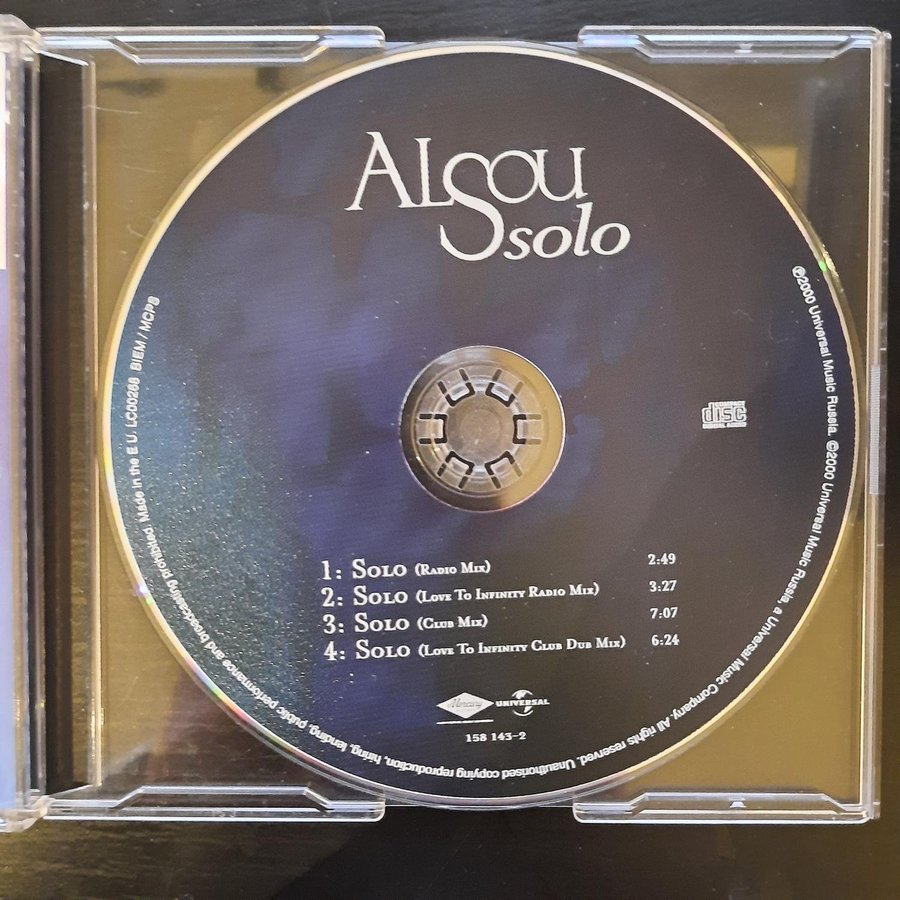 ALSOU
solo
COMPACT
disc
DIGITAL AUDIO
1: SOLO (RADIO MIX) 2:49
2: SOLO (LOVE TO INFINITY RADIO MIX) 3:27
3: SOLO (CLUB MIX) 7:07
4: SOLO (LOVE TO INFINITY CLUB DUB MIX) 6:24
Mercury UNIVERSAL
158 143-2
℗2000 Universal Music Russia. ©2000 Universal Music Russia, a Universal Music Company. All rights reserved. Unauthorised copying reproduction, hiring, lending, public performance and broadcasting prohibited. Made in the E.U. LC00268 BIEM / MCPS